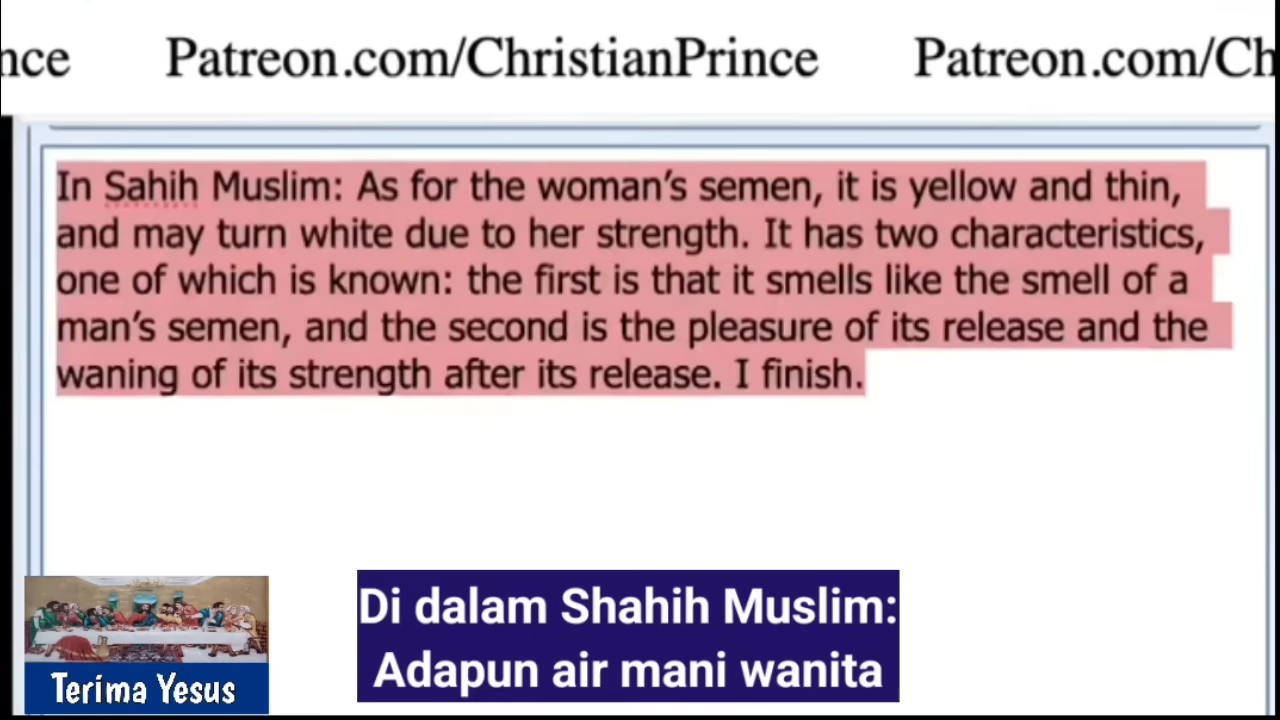 nce Patreon.com/ChristianPrince Patreon.com/Ch
In Sahih Muslim: As for the woman's semen, it is yellow and thin,
and may turn white due to her strength. It has two characteristics,
one of which is known: the first is that it smells like the smell of a
man's semen, and the second is the pleasure of its release and the
waning of its strength after its release. I finish.
Di dalam Shahih Muslim:
Adapun air mani wanita
Terima Yesus